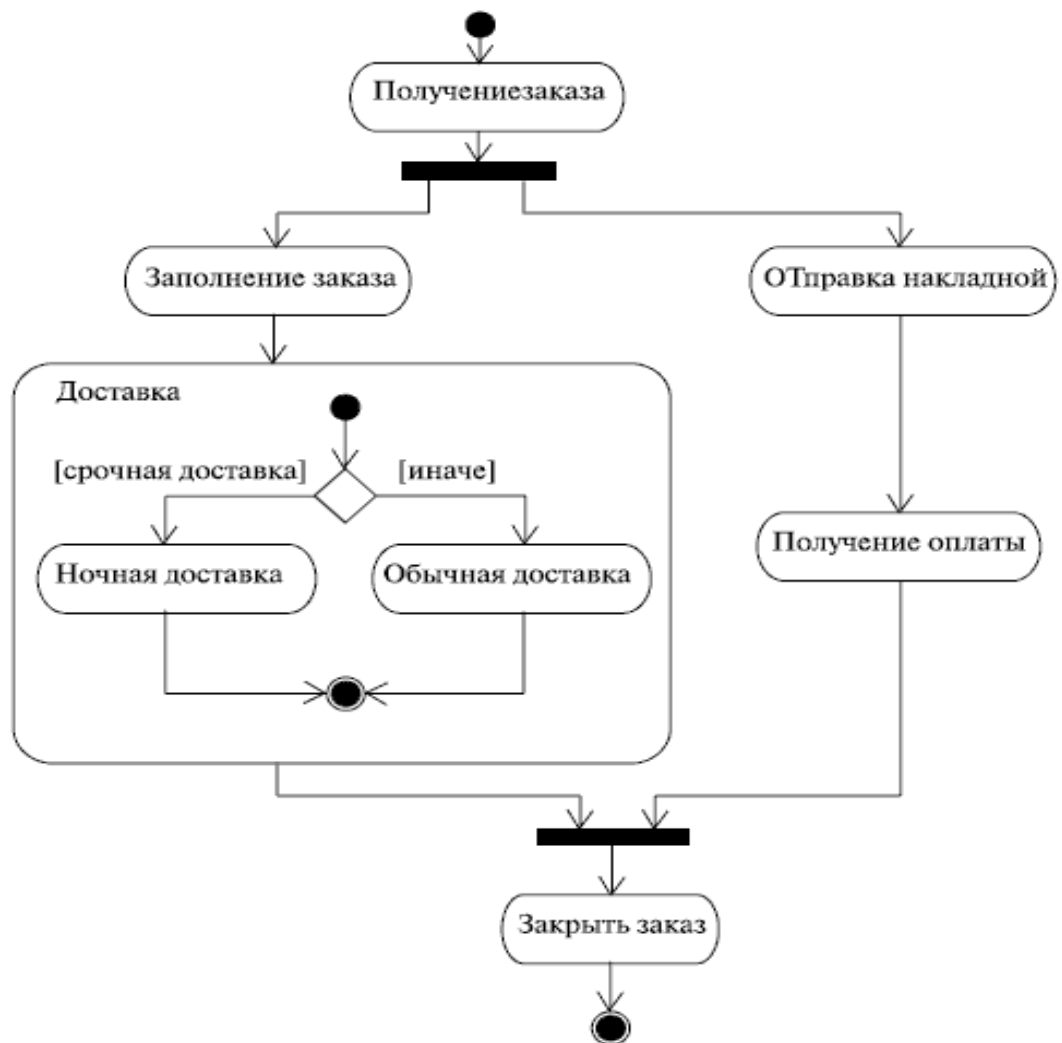 Получениезаказа
Заполнение заказа
ОТправка накладной
Доставка
[срочная доставка]
[иначе]
Ночная доставка
Обычная доставка
Получение оплаты
Закрыть заказ